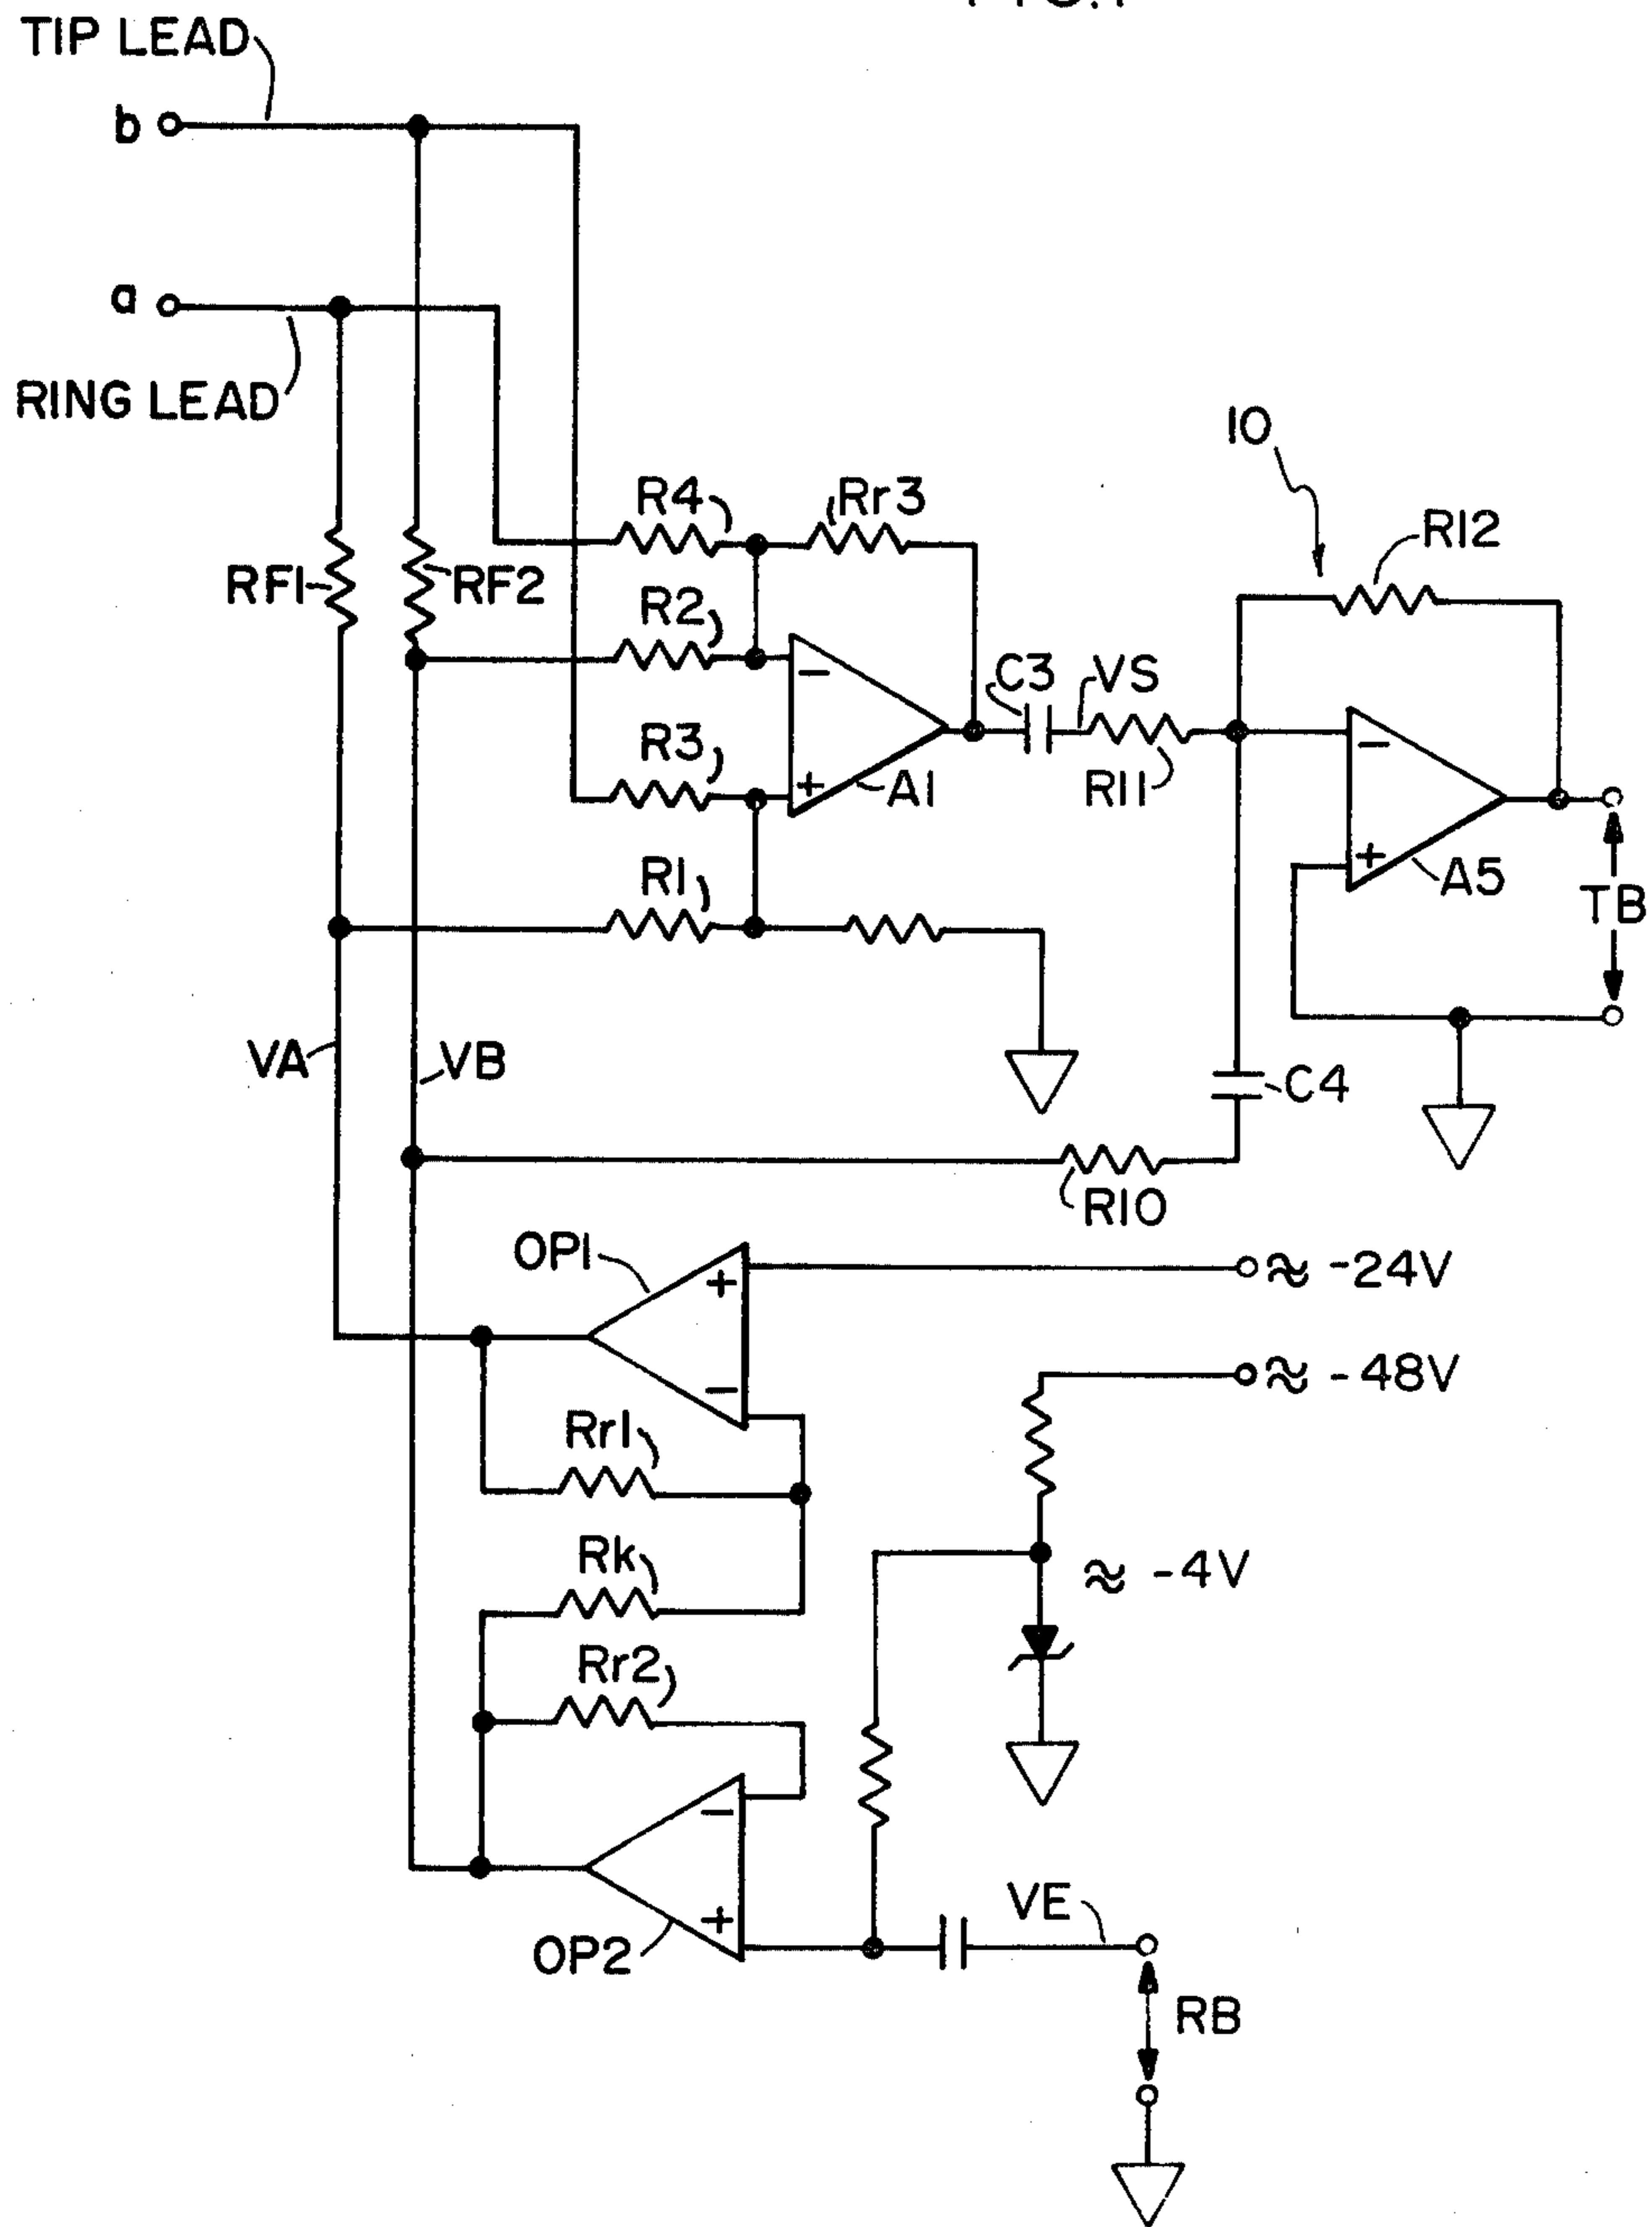 TIP LEAD
b
a
RING LEAD
10
R4
Rr3
R12
RF1
RF2
R2
C3
VS
R3
−
−
+
A1
R11
R1
+
A5
TB
VA
VB
C4
R10
OP1
+
≈ -24V
−
≈ -48V
Rr1
Rk
≈ -4V
Rr2
−
VE
+
OP2
RB